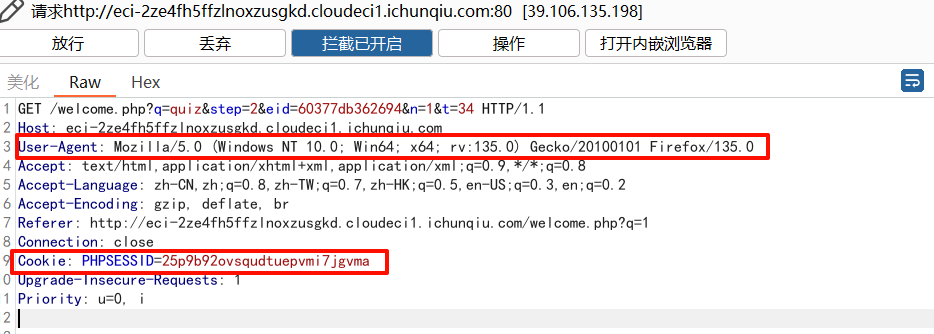 请求http://eci-2ze4fh5ffzlnoxzusgkd.cloudeci1.ichunqiu.com:80 [39.106.135.198]
放行 丢弃 拦截已开启 操作 打开内嵌浏览器
美化 Raw Hex
1 GET /welcome.php?q=quiz&step=2&eid=60377db362694&n=1&t=34 HTTP/1.1
2 Host: eci-2ze4fh5ffzlnoxzusgkd.cloudeci1.ichunqiu.com
3 User-Agent: Mozilla/5.0 (Windows NT 10.0; Win64; x64; rv:135.0) Gecko/20100101 Firefox/135.0
4 Accept: text/html,application/xhtml+xml,application/xml;q=0.9,*/*;q=0.8
5 Accept-Language: zh-CN,zh;q=0.8,zh-TW;q=0.7,zh-HK;q=0.5,en-US;q=0.3,en;q=0.2
6 Accept-Encoding: gzip, deflate, br
7 Referer: http://eci-2ze4fh5ffzlnoxzusgkd.cloudeci1.ichunqiu.com/welcome.php?q=1
8 Connection: close
9 Cookie: PHPSESSID=25p9b92ovsqudtuepvmi7jgvma
0 Upgrade-Insecure-Requests: 1
1 Priority: u=0, i
2